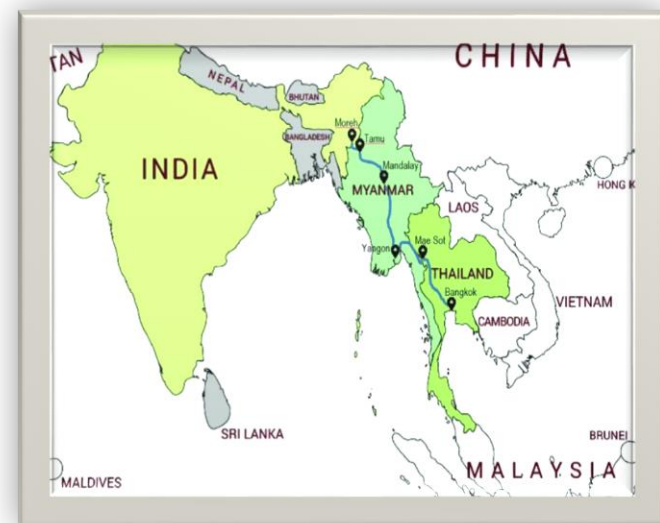 CHINA
TAN
NEPAL
BHUTAN
BANGLADESH
Moreh
Tamu
INDIA
Mandalay
MYANMAR
HONG K
LAOS
Yangon
Mae Sot
THAILAND
Bangkok
VIETNAM
CAMBODIA
SRI LANKA
BRUNEI
MALAYSIA
MALDIVES